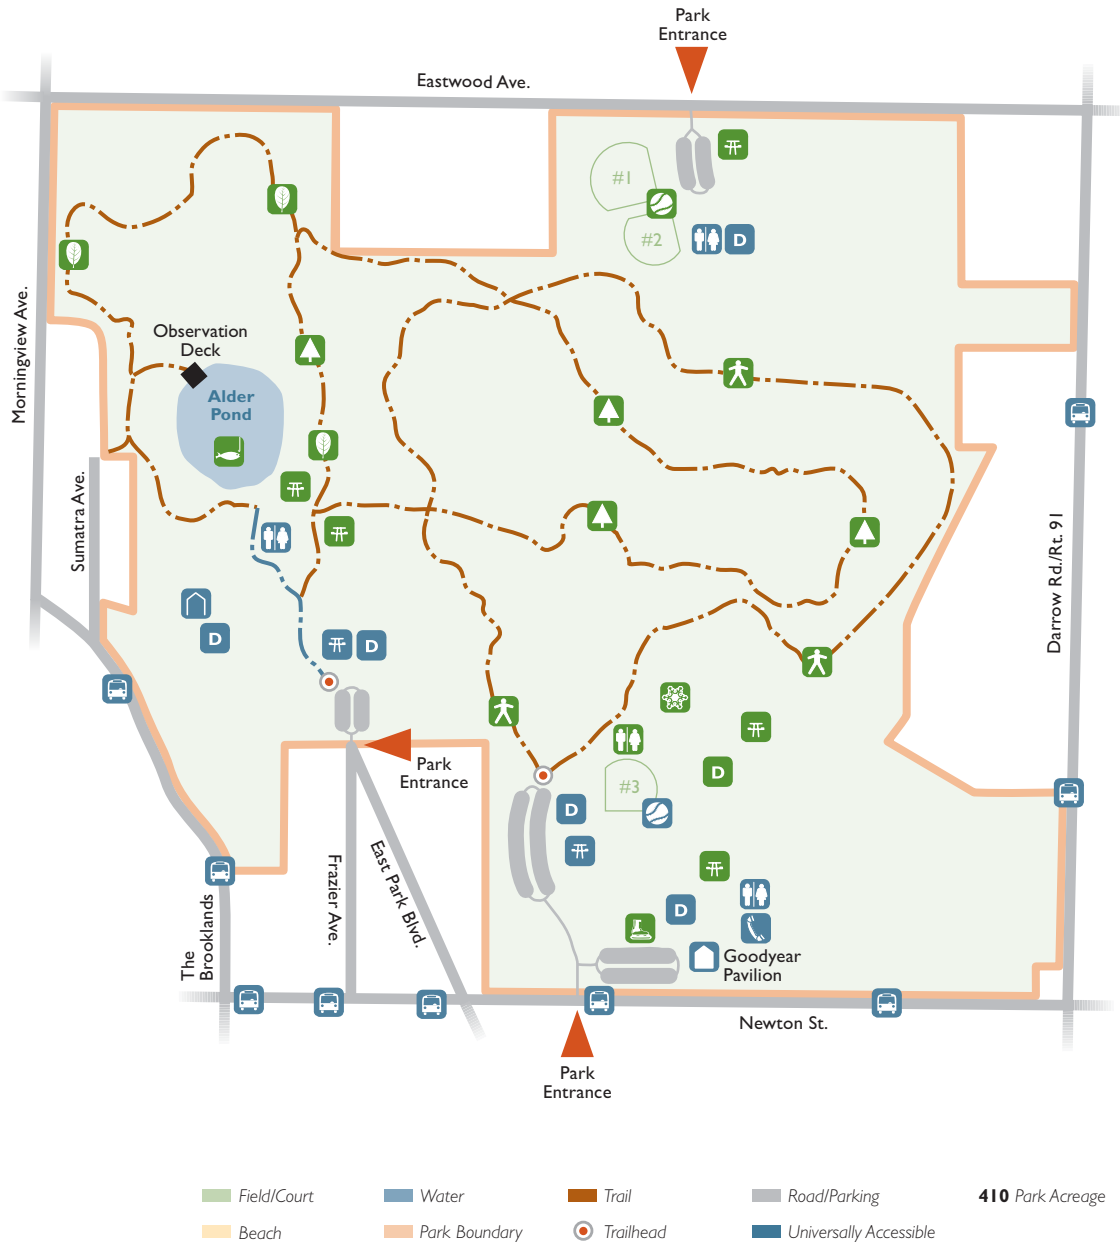 Park
Entrance
Eastwood Ave.
#1
#2
D
Morningview Ave.
Observation
Deck
Alder
Pond
Sumatra Ave.
Darrow Rd./Rt. 91
D
D
Park
Entrance
#3
D
D
Frazier Ave.
East Park Blvd.
The
Brooklands
D
Goodyear
Pavilion
Newton St.
Park
Entrance
Field/Court
Water
Trail
Road/Parking
410 Park Acreage
Beach
Park Boundary
Trailhead
Universally Accessible